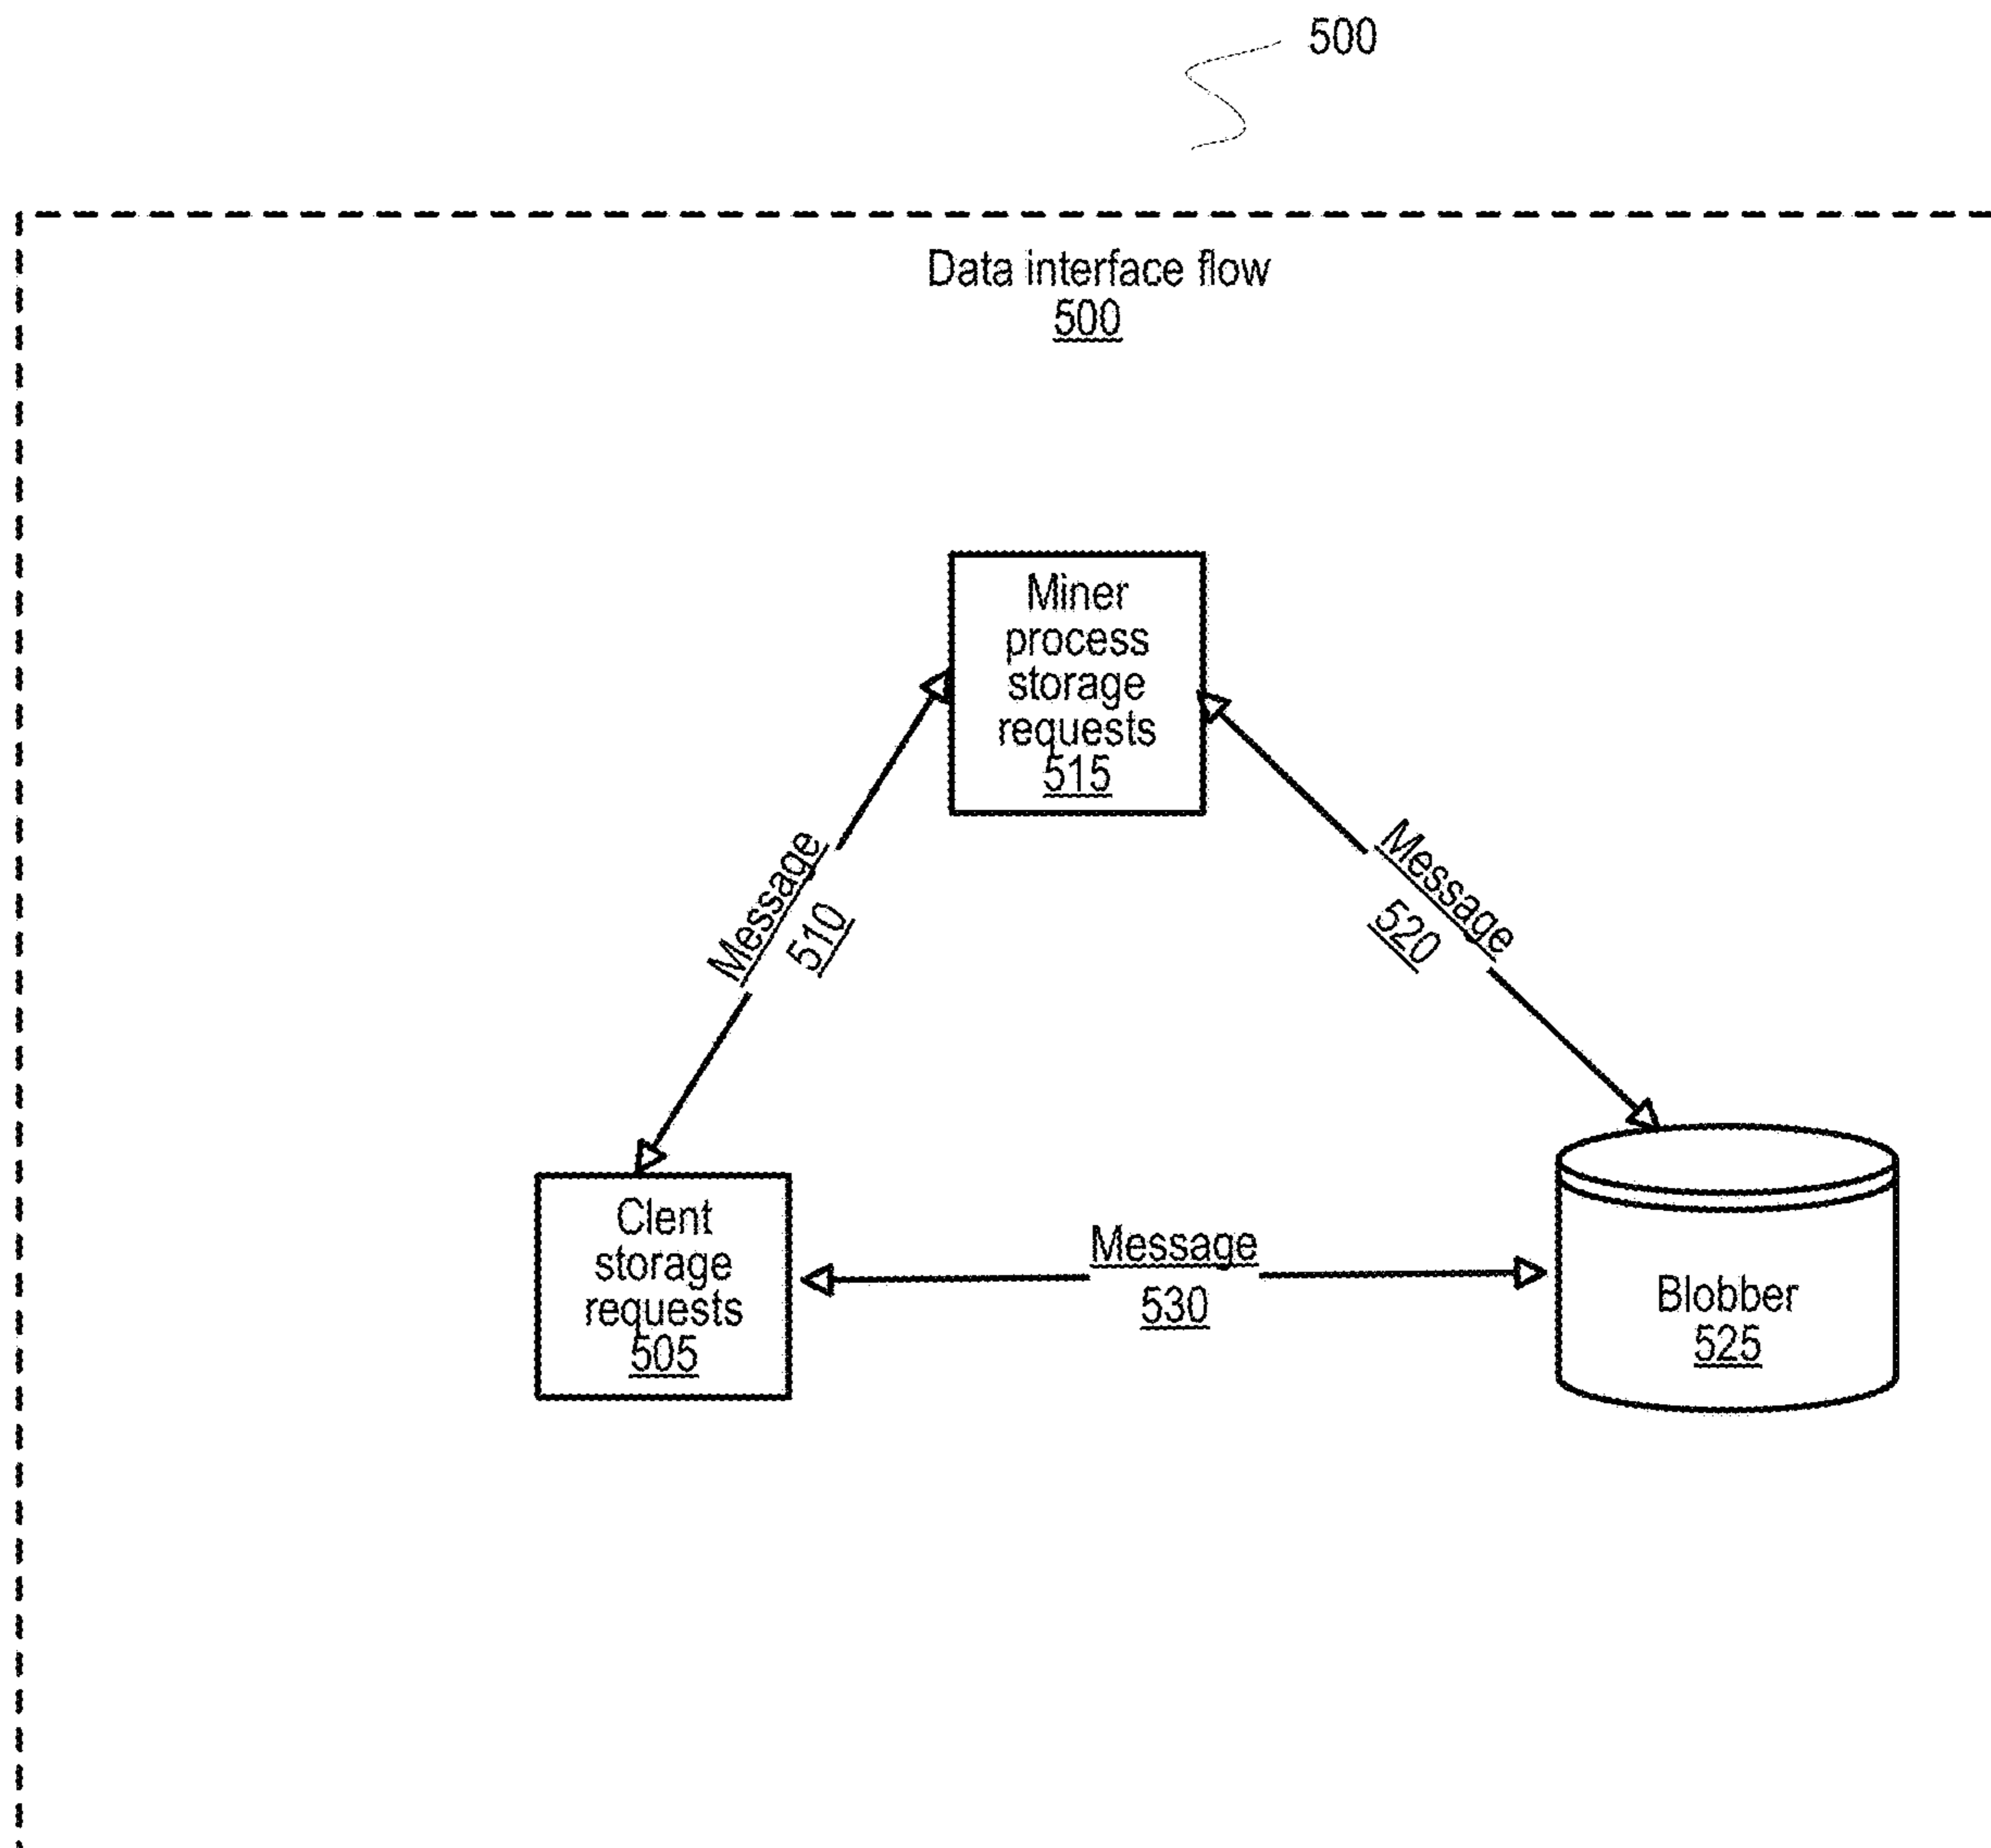 500
Data interface flow
500
Miner
process
storage
requests
515
Message
510
Message
520
Clent
storage
requests
505
Message
530
Blobber
525